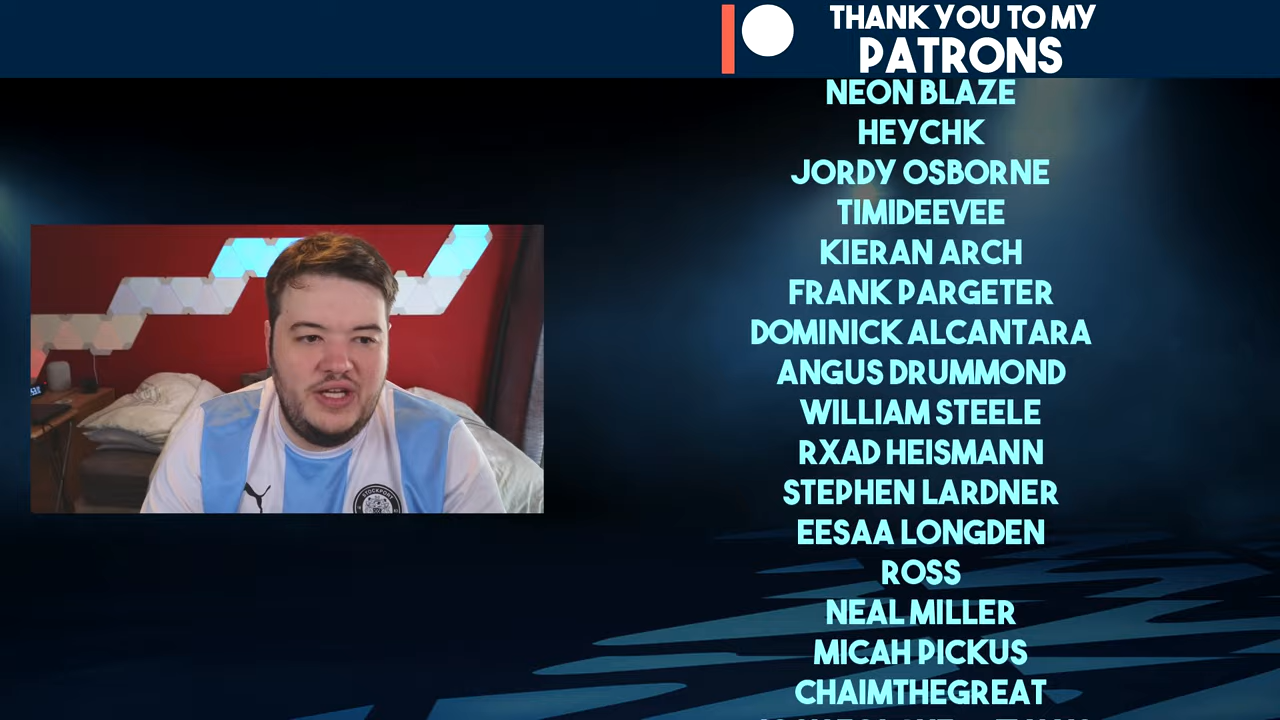 THANK YOU TO MY
PATRONS
NEON BLAZE
HEYCHK
JORDY OSBORNE
TIMIDEEVEE
KIERAN ARCH
FRANK PARGETER
DOMINICK ALCANTARA
ANGUS DRUMMOND
WILLIAM STEELE
RXAD HEISMANN
STEPHEN LARDNER
EESAA LONGDEN
ROSS
NEAL MILLER
MICAH PICKUS
CHAIMTHEGREAT
STOCKPORT